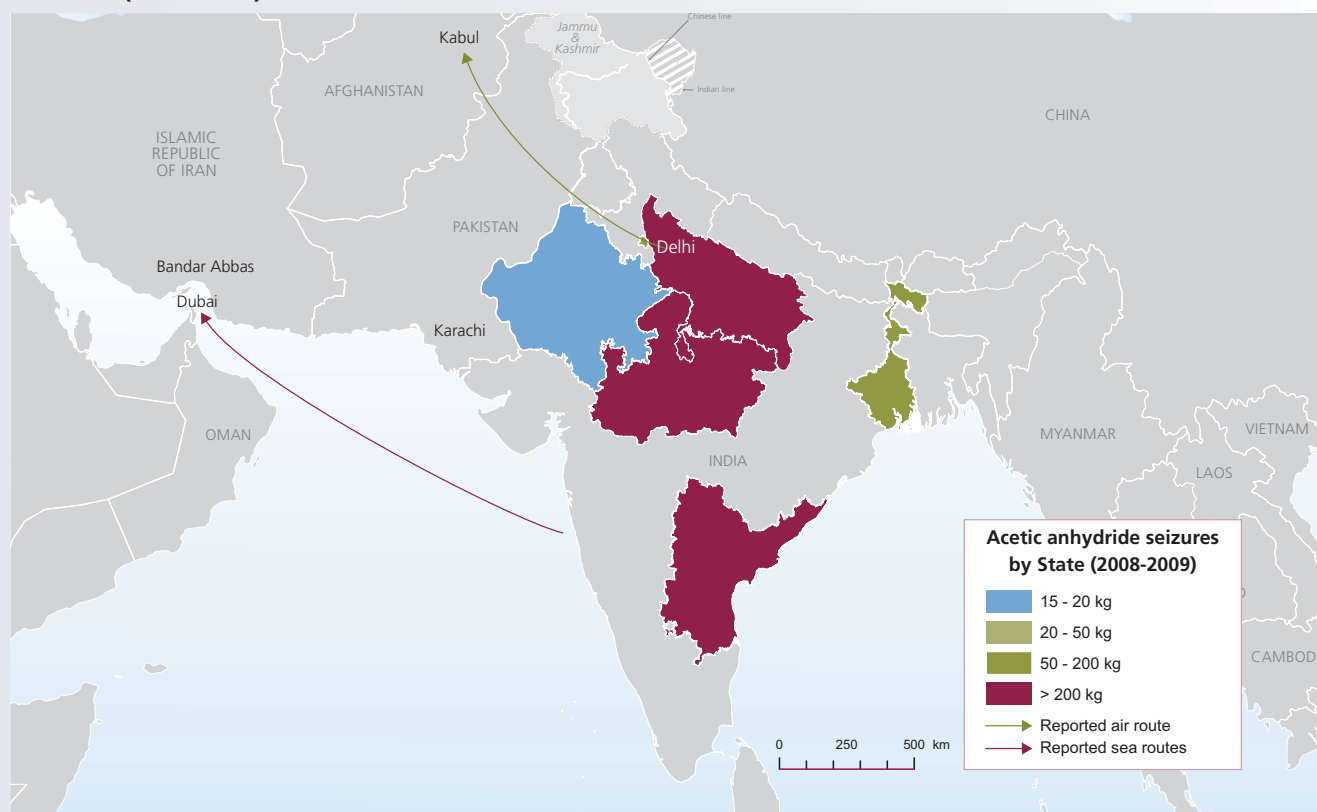 Chinese line
Kabul
Jammu
&
Kashmir
Indian line
AFGHANISTAN
CHINA
ISLAMIC
REPUBLIC
OF IRAN
PAKISTAN
Delhi
Bandar Abbas
Dubai
Karachi
OMAN
INDIA
MYANMAR
VIETNAM
LAOS
Acetic anhydride seizures
by State (2008-2009)
15 - 20 kg
20 - 50 kg
50 - 200 kg
> 200 kg
Reported air route
Reported sea routes
CAMBOD
0 250 500 km